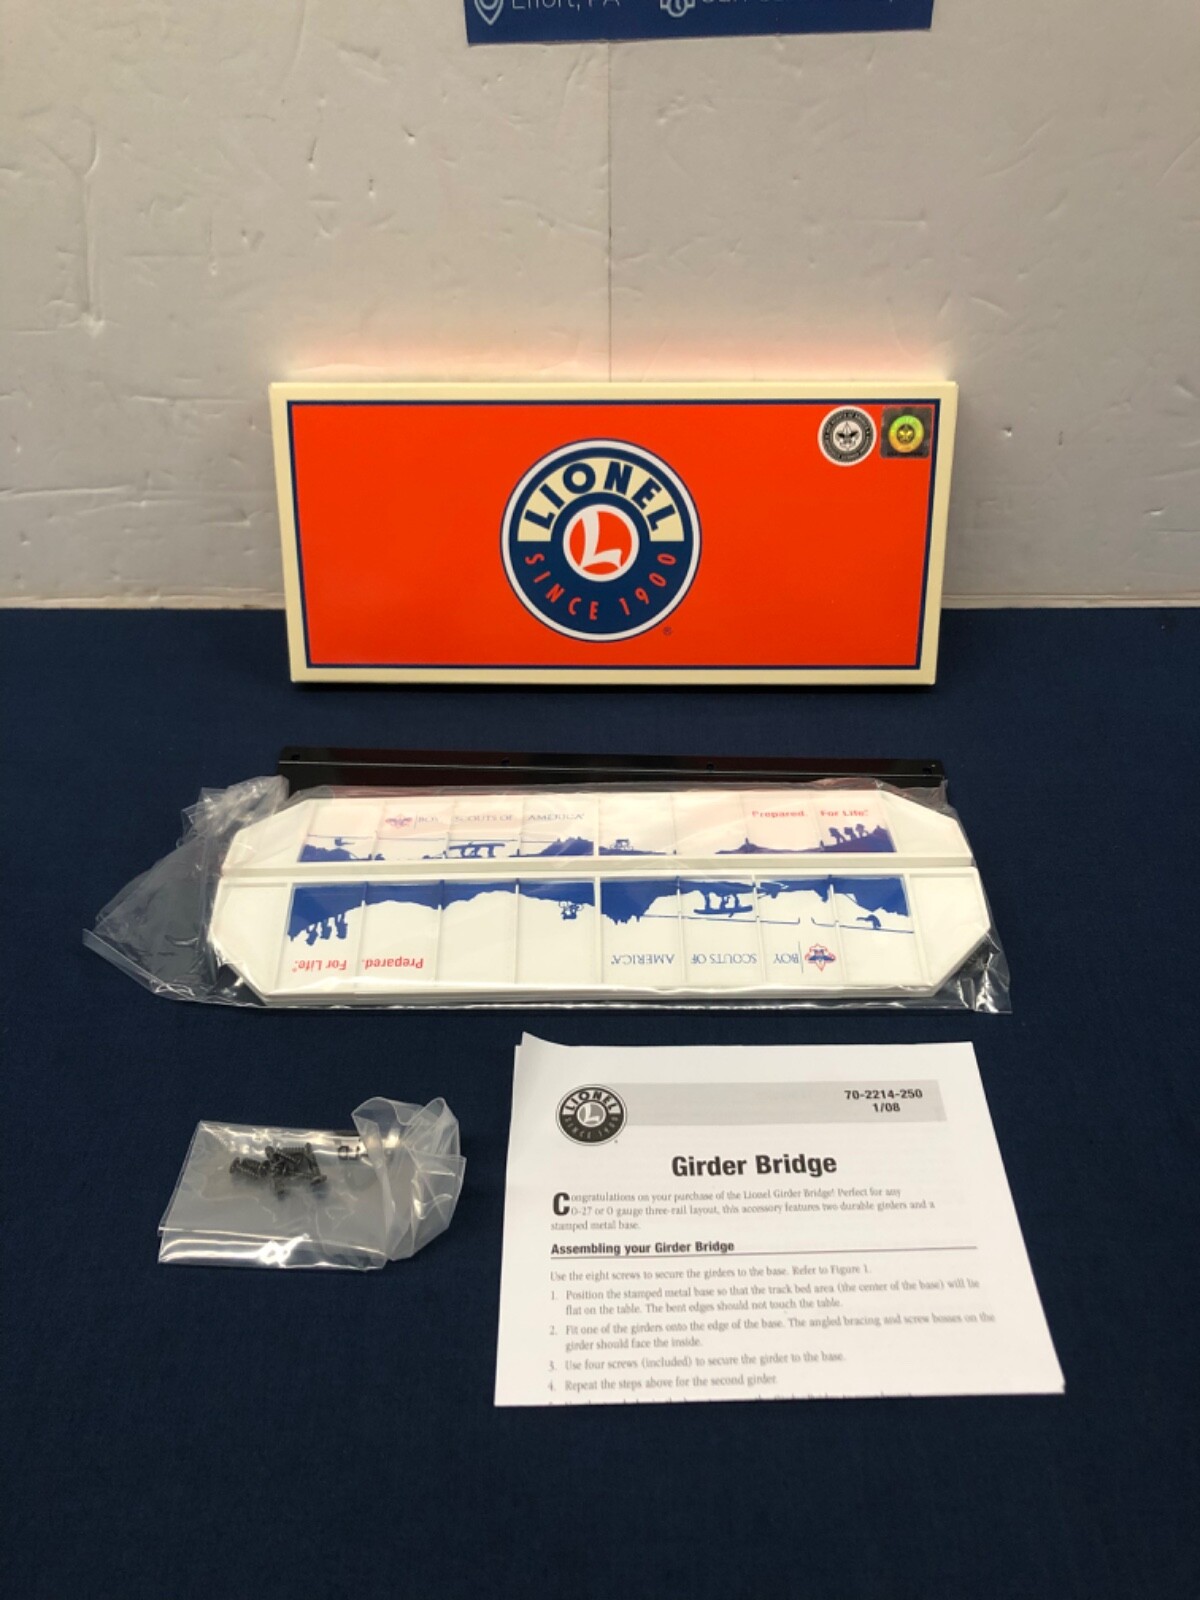 Effort, PA
LIONEL
L
SINCE 1900
®
BOY SCOUTS OF AMERICA®
Prepared. For Life.®
Prepared. For Life.®
BOY SCOUTS OF AMERICA®
LIONEL
L
SINCE 1900
70-2214-250
1/08
Girder Bridge
Congratulations on your purchase of the Lionel Girder Bridge! Perfect for any
O-27 or O gauge three-rail layout, this accessory features two durable girders and a
stamped metal base.
Assembling your Girder Bridge
Use the eight screws to secure the girders to the base. Refer to Figure 1.
1. Position the stamped metal base so that the track bed area (the center of the base) will lie
flat on the table. The bent edges should not touch the table.
2. Fit one of the girders onto the edge of the base. The angled bracing and screw bosses on the
girder should face the inside.
3. Use four screws (included) to secure the girder to the base.
4. Repeat the steps above for the second girder.